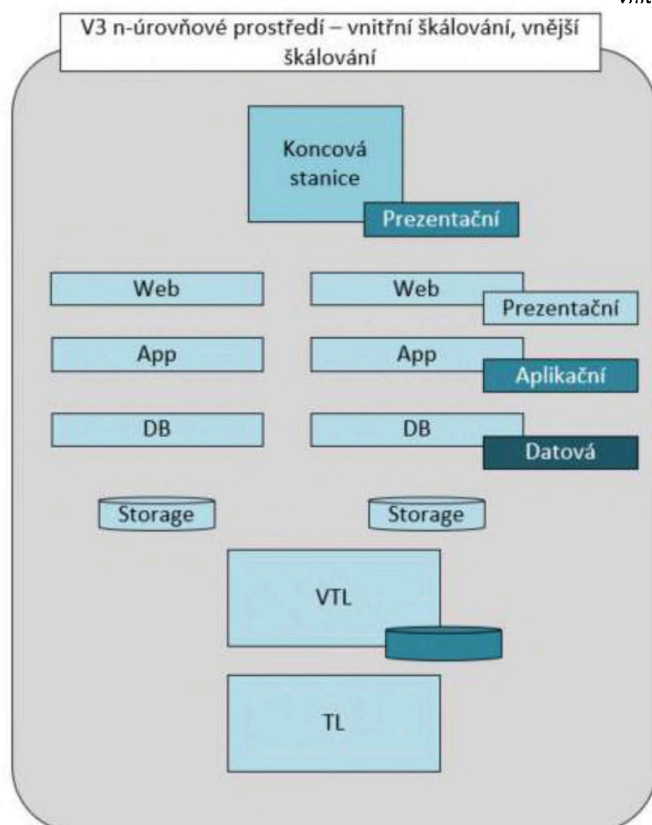 V3 n-úrovňové prostředí – vnitřní škálování, vnější
škálování
Koncová
stanice
Prezentační
Web
Web
Prezentační
App
App
Aplikační
DB
DB
Datová
Storage
Storage
VTL
TL